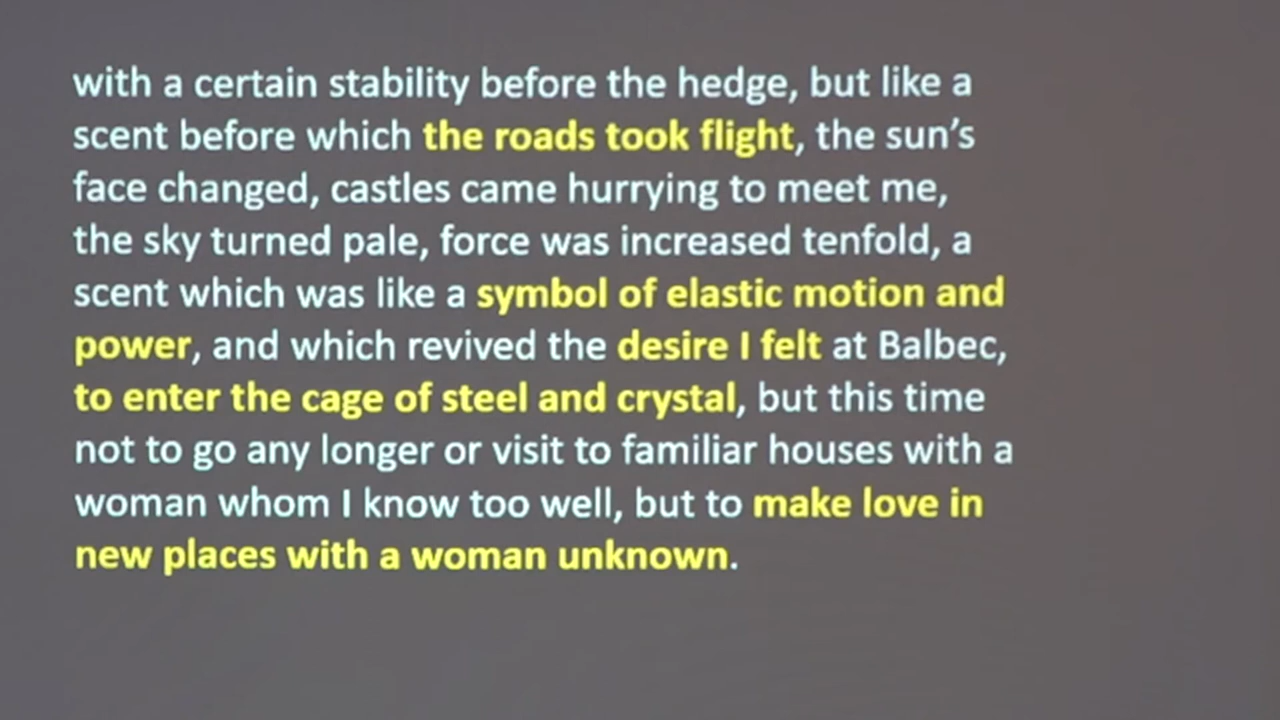 with a certain stability before the hedge, but like a
scent before which the roads took flight, the sun’s
face changed, castles came hurrying to meet me,
the sky turned pale, force was increased tenfold, a
scent which was like a symbol of elastic motion and
power, and which revived the desire I felt at Balbec,
to enter the cage of steel and crystal, but this time
not to go any longer or visit to familiar houses with a
woman whom I know too well, but to make love in
new places with a woman unknown.